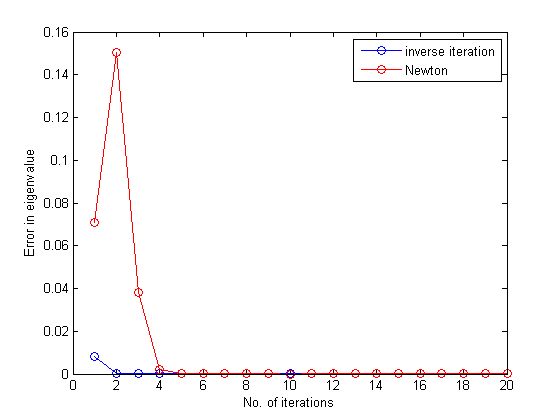 0.16
inverse iteration
Newton
0.14
0.12
0.1
0.08
0.06
0.04
0.02
0
Error in eigenvalue
0 2 4 6 8 10 12 14 16 18 20
No. of iterations